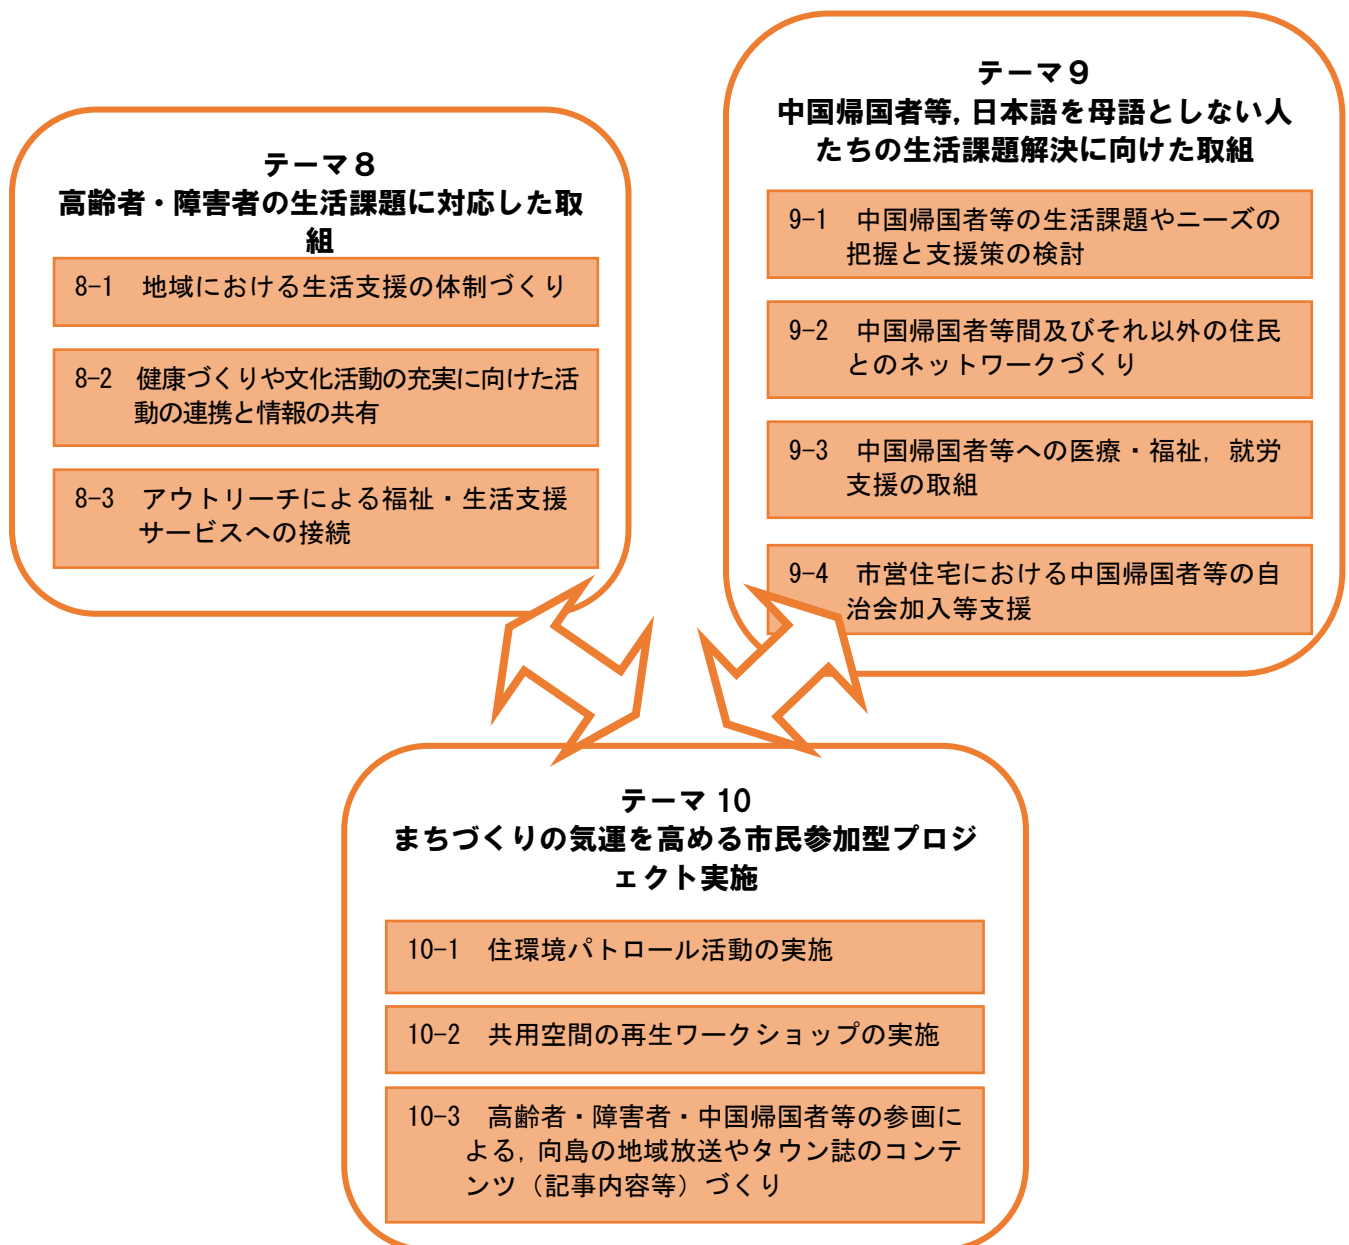 テーマ８
高齢者・障害者の生活課題に対応した取
組
8-1　地域における生活支援の体制づくり
8-2　健康づくりや文化活動の充実に向けた活
動の連携と情報の共有
8-3　アウトリーチによる福祉・生活支援
サービスへの接続
テーマ９
中国帰国者等，日本語を母語としない人
たちの生活課題解決に向けた取組
9-1　中国帰国者等の生活課題やニーズの
把握と支援策の検討
9-2　中国帰国者等間及びそれ以外の住民
とのネットワークづくり
9-3　中国帰国者等への医療・福祉，就労
支援の取組
9-4　市営住宅における中国帰国者等の自
治会加入等支援
テーマ 10
まちづくりの気運を高める市民参加型プロジ
ェクト実施
10-1　住環境パトロール活動の実施
10-2　共用空間の再生ワークショップの実施
10-3　高齢者・障害者・中国帰国者等の参画に
よる，向島の地域放送やタウン誌のコンテ
ンツ（記事内容等）づくり